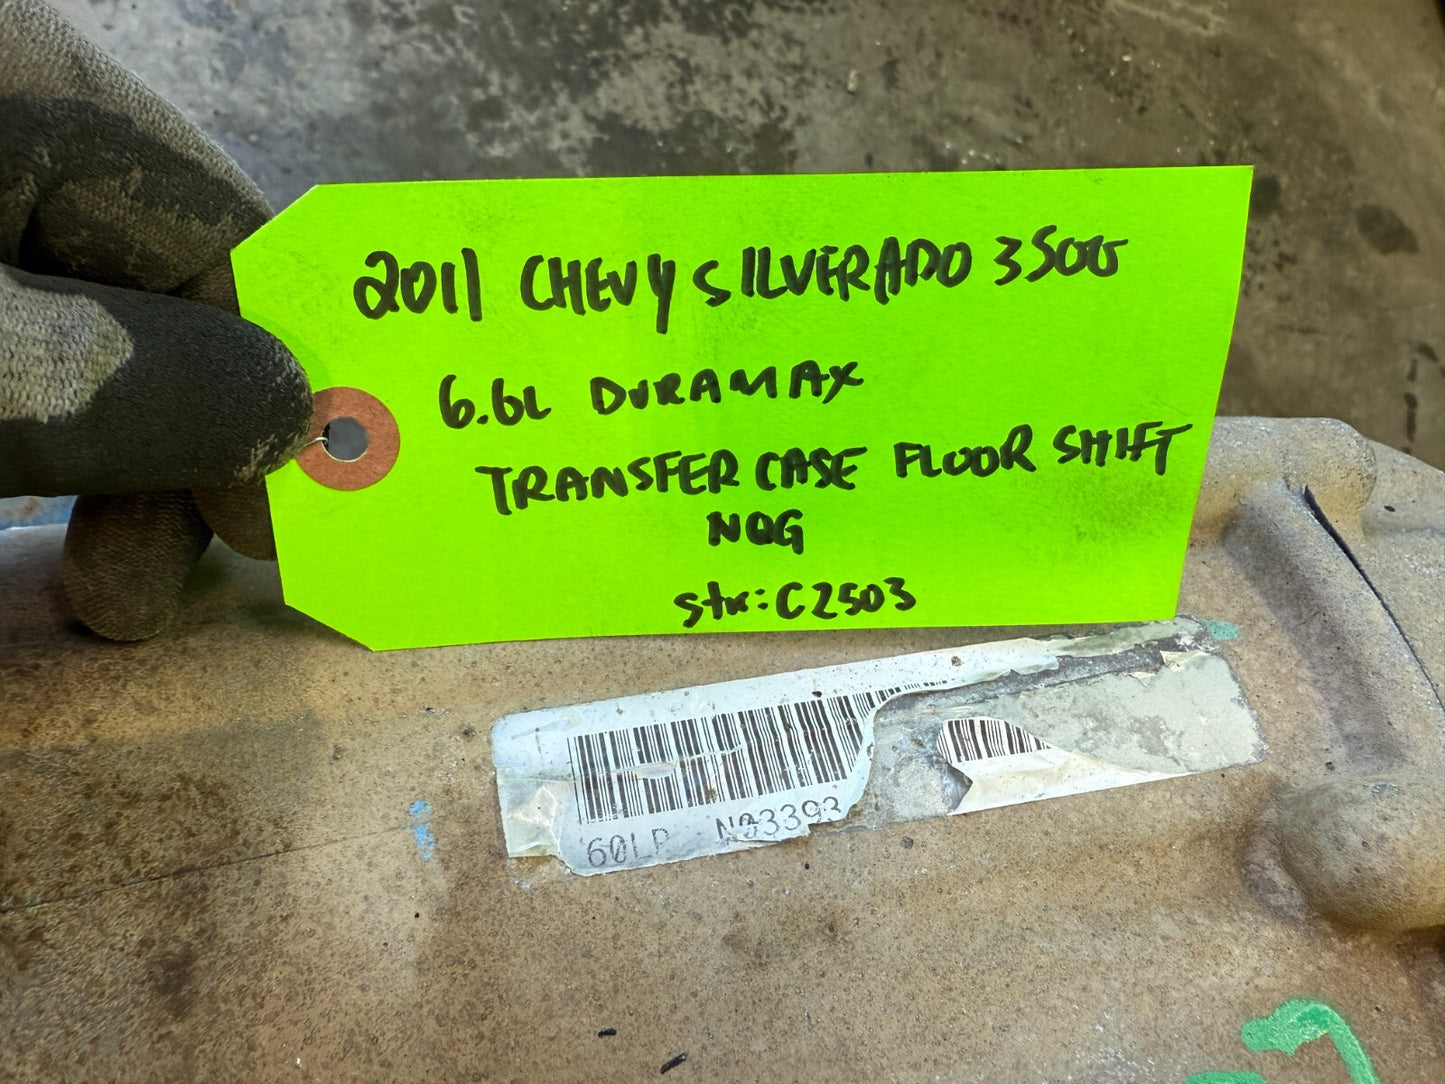 2011 CHEVY SILVERADO 3500
6.6L DURAMAX
TRANSFER CASE FLOOR SHIFT
NQG
stk: C2503
60LP N03393